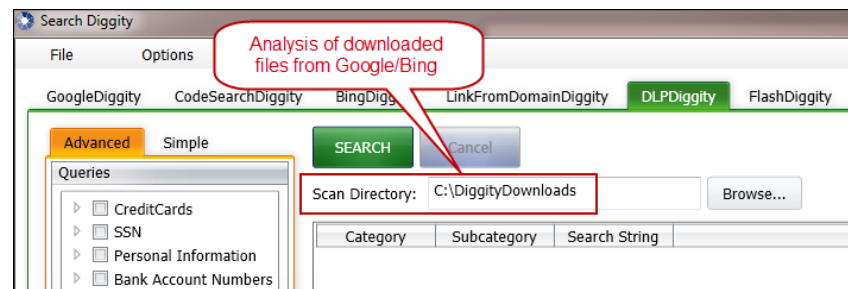 Search Diggity
File Options
Analysis of downloaded
files from Google/Bing
GoogleDiggity CodeSearchDiggity BingDigg LinkFromDomainDiggity DLPDiggity FlashDiggity
Advanced Simple
SEARCH Cancel
Queries
Scan Directory: C:\DiggityDownloads Browse...
CreditCards
SSN
Personal Information
Bank Account Numbers
Category Subcategory Search String